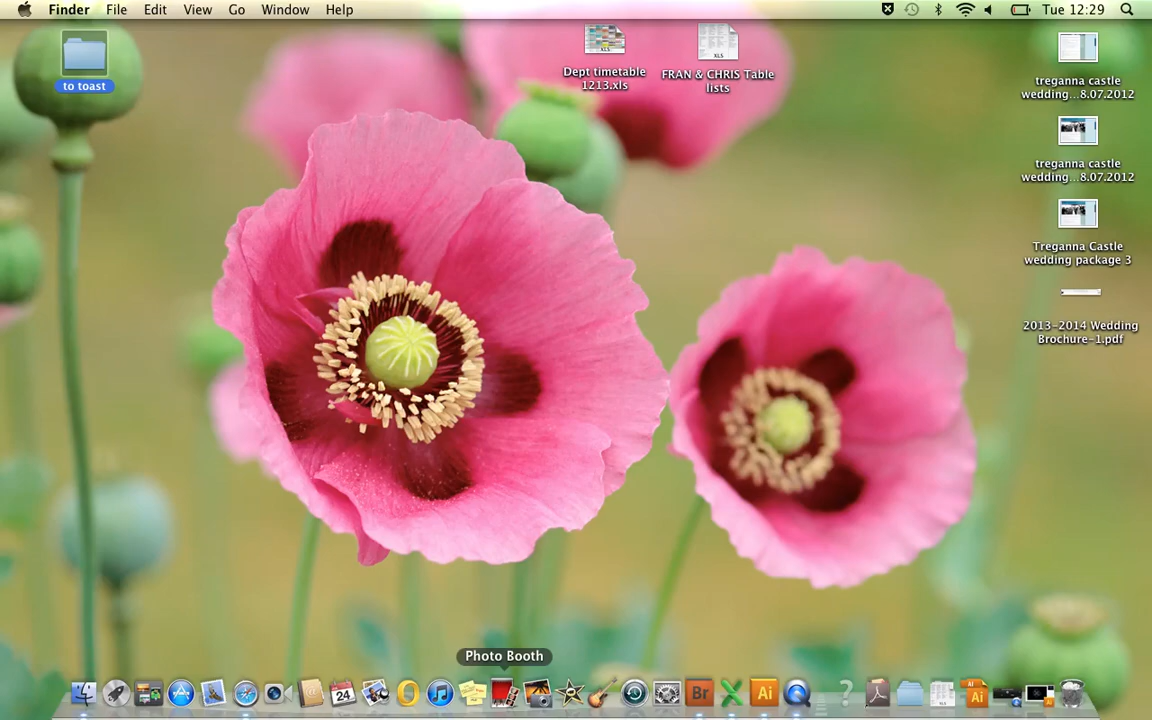 Finder File Edit View Go Window Help Tue 12:29
to toast
Dept timetable
1213.xls
FRAN & CHRIS Table
lists
treganna castle
wedding...8.07.2012
treganna castle
wedding...8.07.2012
Treganna Castle
wedding package 3
2013-2014 Wedding
Brochure-1.pdf
Photo Booth
XLS
XLS
24
Br
Ai
Ai